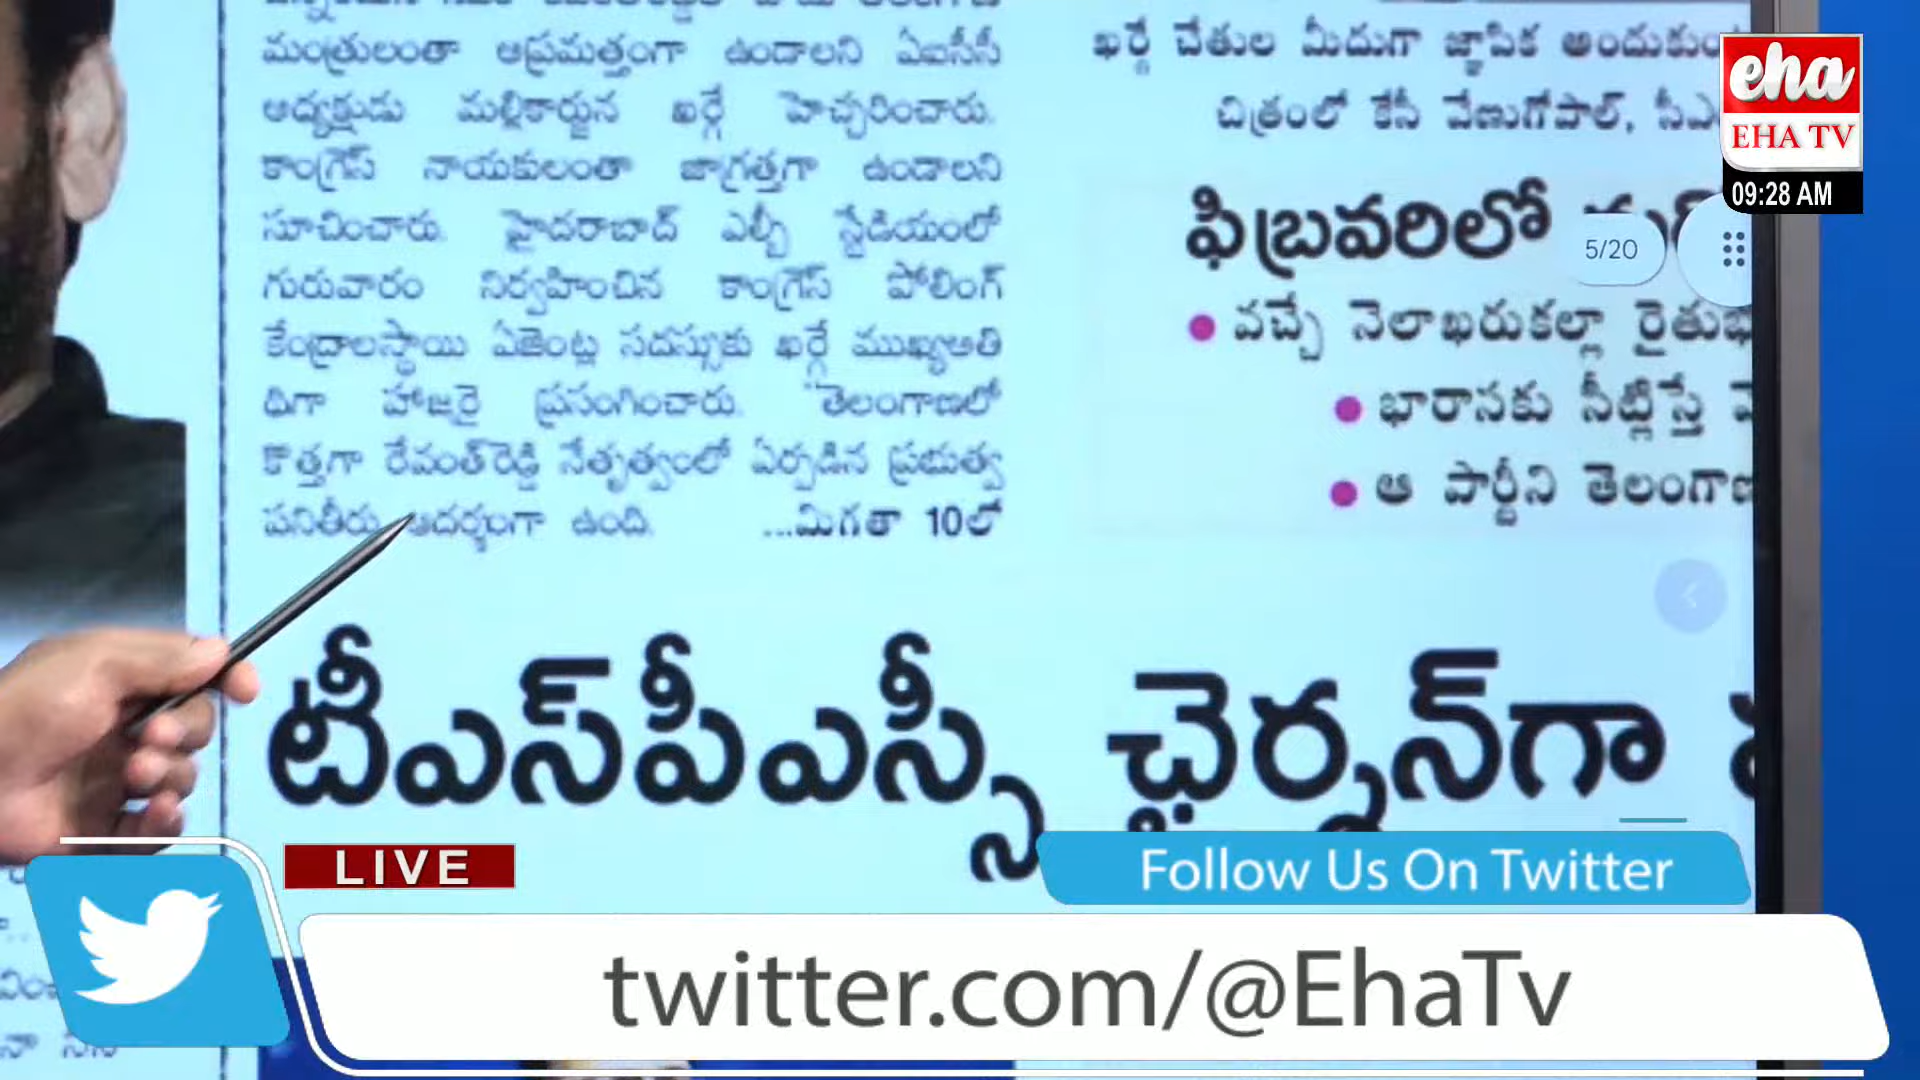 మంత్రులంతా అప్రమత్తంగా ఉండాలని ఏఐసీసీ
అధ్యక్షుడు మల్లికార్జున ఖర్గే హెచ్చరించారు.
కాంగ్రెస్ నాయకులంతా జాగ్రత్తగా ఉండాలని
సూచించారు. హైదరాబాద్ ఎల్బీ స్టేడియంలో
గురువారం నిర్వహించిన కాంగ్రెస్ పోలింగ్
కేంద్రాలస్థాయి ఏజెంట్ల సదస్సుకు ఖర్గే ముఖ్యఅతి
థిగా హాజరై ప్రసంగించారు. "తెలంగాణలో
కొత్తగా రేవంత్‌రెడ్డి నేతృత్వంలో ఏర్పడిన ప్రభుత్వ
పనితీరు ఆదర్శంగా ఉంది. ...మిగతా 10లో
ఖర్గే చేతుల మీదుగా జ్ఞాపిక అందుకుం
చిత్రంలో కేసీ వేణుగోపాల్, సీఎ
ఫిబ్రవరిలో
5/20
వచ్చే నెలాఖరుకల్లా రైతుభ
భారాసకు సీట్లిస్తే
ఆ పార్టీని తెలంగాణ
టీఎస్‌పీఎస్సీ ఛైర్మన్‌గా
eha
EHA TV
09:28 AM
LIVE
Follow Us On Twitter
twitter.com/@EhaTv